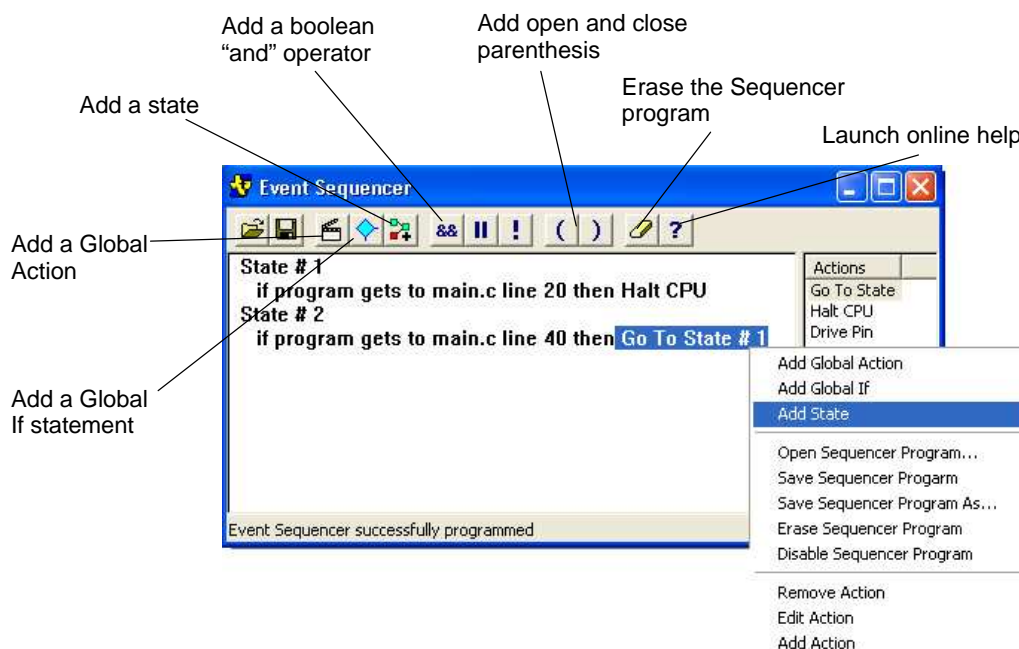 Add a boolean
“and” operator
Add open and close
parenthesis
Erase the Sequencer
program
Add a state
Launch online help
Event Sequencer
&& !  ( ) ?
Add a Global
Action
State # 1
if program gets to main.c line 20 then Halt CPU
State # 2
if program gets to main.c line 40 then Go To State # 1
Actions
Go To State
Halt CPU
Drive Pin
Add a Global
If statement
Add Global Action
Add Global If
Add State
Open Sequencer Program...
Save Sequencer Progarm
Save Sequencer Program As...
Erase Sequencer Program
Disable Sequencer Program
Remove Action
Edit Action
Add Action
Event Sequencer successfully programmed